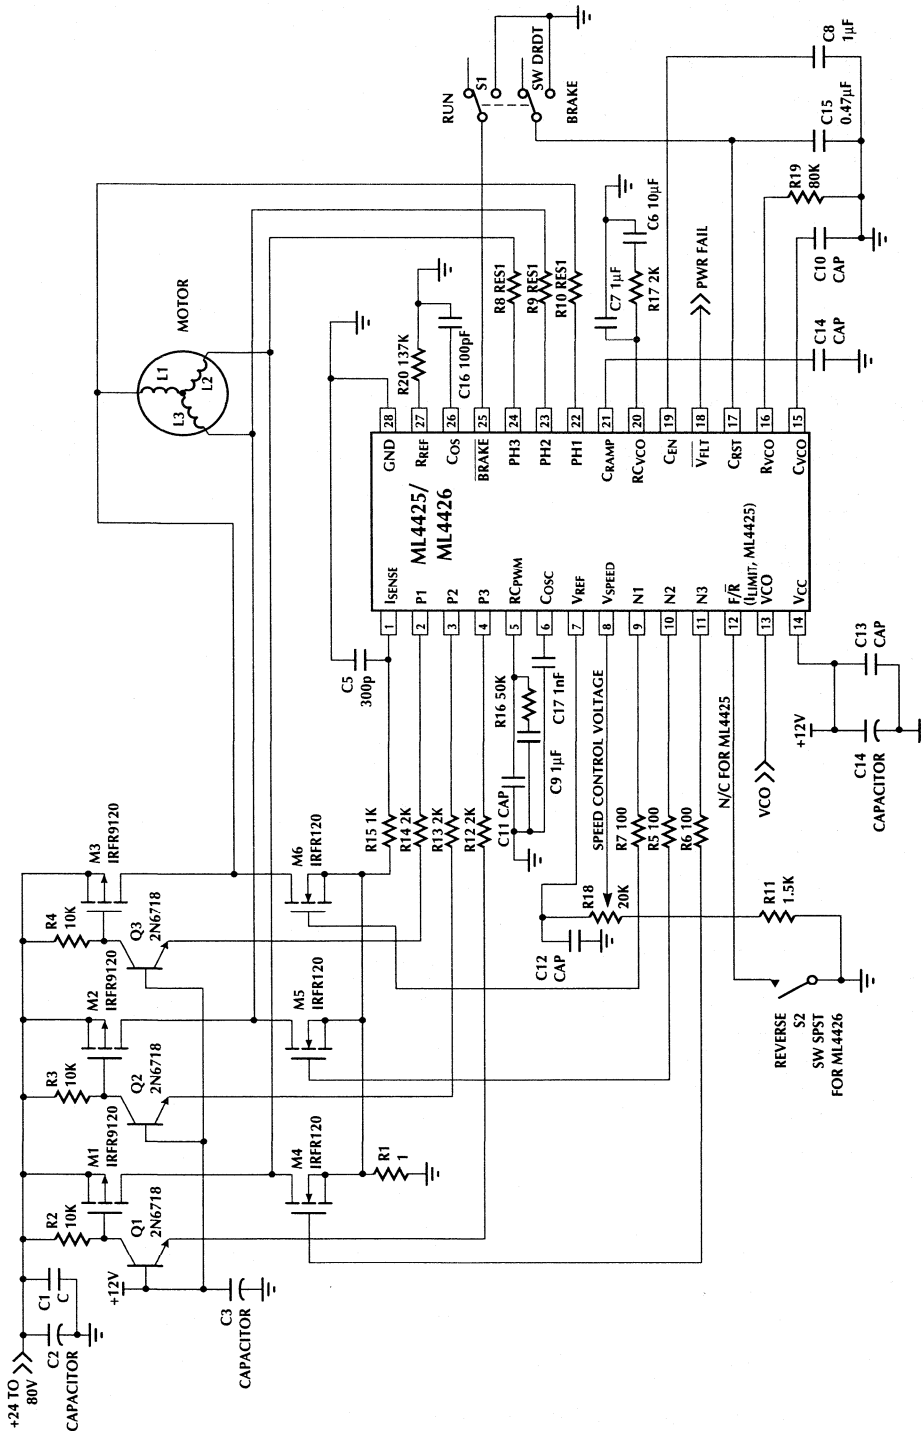 +24 TO
80V
C2
CAPACITOR
C1
C
+12V
C3
CAPACITOR
R2
10K
Q1
2N6718
M1
IRFR9120
R3
10K
Q2
2N6718
M2
IRFR9120
R4
10K
Q3
2N6718
M3
IRFR9120
M4
IRFR120
M5
IRFR120
M6
IRFR120
R1
1
MOTOR
L1
L2
L3
C5
300p
R15 1K
R14 2K
R13 2K
R12 2K
C11 CAP
R16 50K
C9 1µF
C17 1nF
SPEED CONTROL VOLTAGE
R7 100
R5 100
R6 100
C12
CAP
R18
20K
R11
1.5K
REVERSE
S2
SW SPST
FOR ML4426
N/C FOR ML4425
VCO
+12V
C14
CAPACITOR
C13
CAP
ML4425/
ML4426
1 ISENSE
2 P1
3 P2
4 P3
5 RCPWM
6 COSC
7 VREF
8 VSPEED
9 N1
10 N2
11 N3
12 F/R
(ILIMIT, ML4425)
13 VCO
14 VCC
GND 28
RREF 27
COS 26
BRAKE 25
PH3 24
PH2 23
PH1 22
CRAMP 21
RCVCO 20
CEN 19
VFLT 18
CRST 17
RVCO 16
CVCO 15
R20 137K
C16 100pF
R8 RES1
R9 RES1
R10 RES1
C7 1µF
R17 2K
C6 10µF
PWR FAIL
C14
CAP
C10
CAP
R19
80K
C15
0.47µF
C8
1µF
RUN
S1
SW DRDT
BRAKE